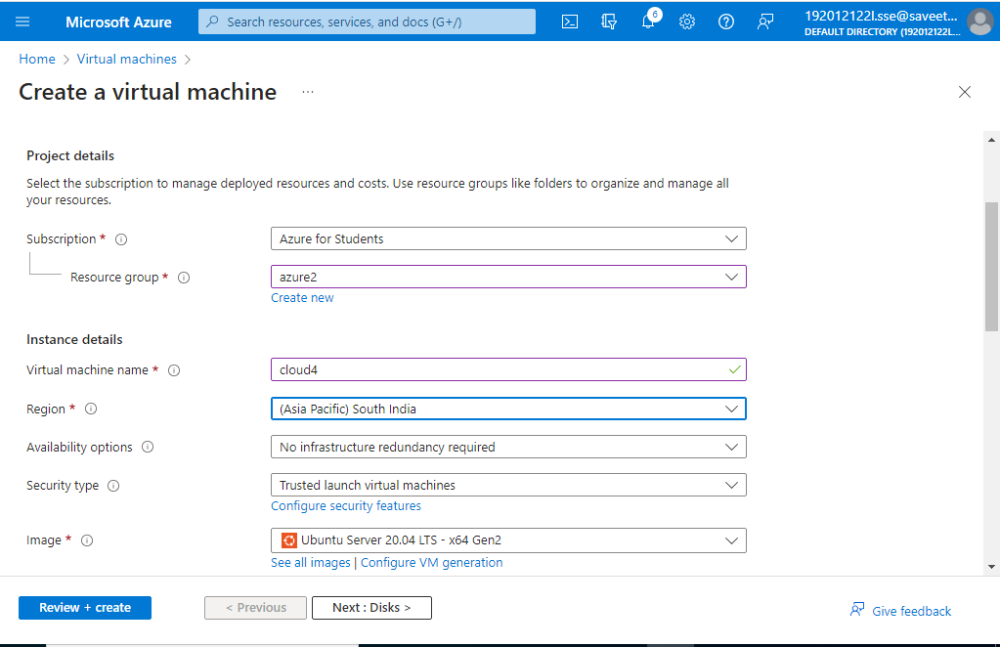 Microsoft Azure
Search resources, services, and docs (G+/)
6
192012122l.sse@saveet...
DEFAULT DIRECTORY (192012122L...
Home > Virtual machines >
Create a virtual machine ...
Project details
Select the subscription to manage deployed resources and costs. Use resource groups like folders to organize and manage all
your resources.
Subscription *
Azure for Students
Resource group *
azure2
Create new
Instance details
Virtual machine name *
cloud4
Region *
(Asia Pacific) South India
Availability options
No infrastructure redundancy required
Security type
Trusted launch virtual machines
Configure security features
Image *
Ubuntu Server 20.04 LTS - x64 Gen2
See all images | Configure VM generation
Review + create
< Previous
Next : Disks >
Give feedback